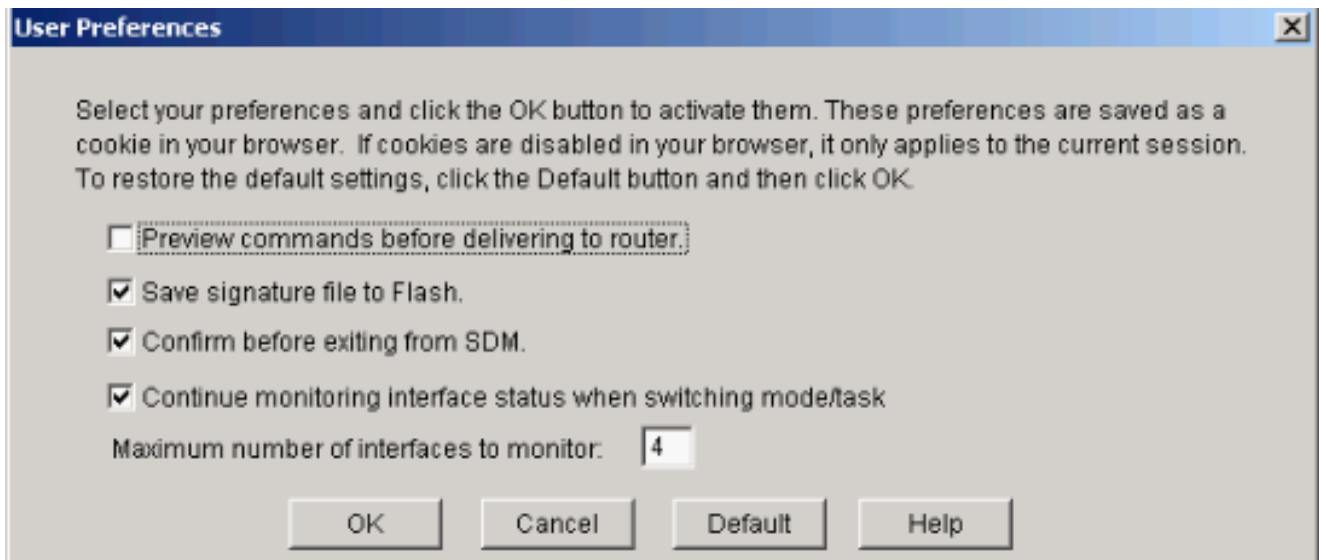 User Preferences
Select your preferences and click the OK button to activate them. These preferences are saved as a
cookie in your browser. If cookies are disabled in your browser, it only applies to the current session.
To restore the default settings, click the Default button and then click OK.
Preview commands before delivering to router.
Save signature file to Flash.
Confirm before exiting from SDM.
Continue monitoring interface status when switching mode/task
Maximum number of interfaces to monitor: 4
OK Cancel Default Help